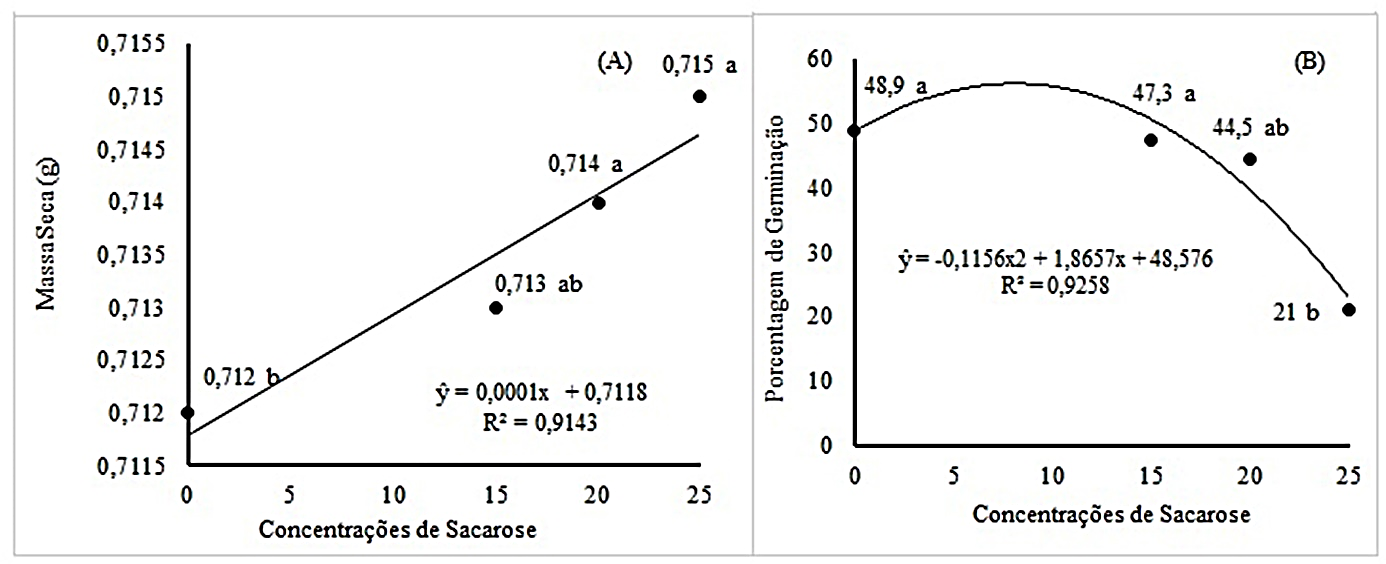 (A)
0,7155
0,715
0,7145
0,714
0,7135
0,713
0,7125
0,712
0,7115
Massa Seca (g)
0,715 a
0,714 a
0,713 ab
0,712 b
ŷ = 0,0001x + 0,7118
R² = 0,9143
0 5 10 15 20 25
Concentrações de Sacarose
(B)
60
50
40
30
20
10
0
Porcentagem de Germinação
48,9 a
47,3 a
44,5 ab
ŷ = -0,1156x2 + 1,8657x + 48,576
R² = 0,9258
21 b
0 5 10 15 20 25
Concentrações de Sacarose